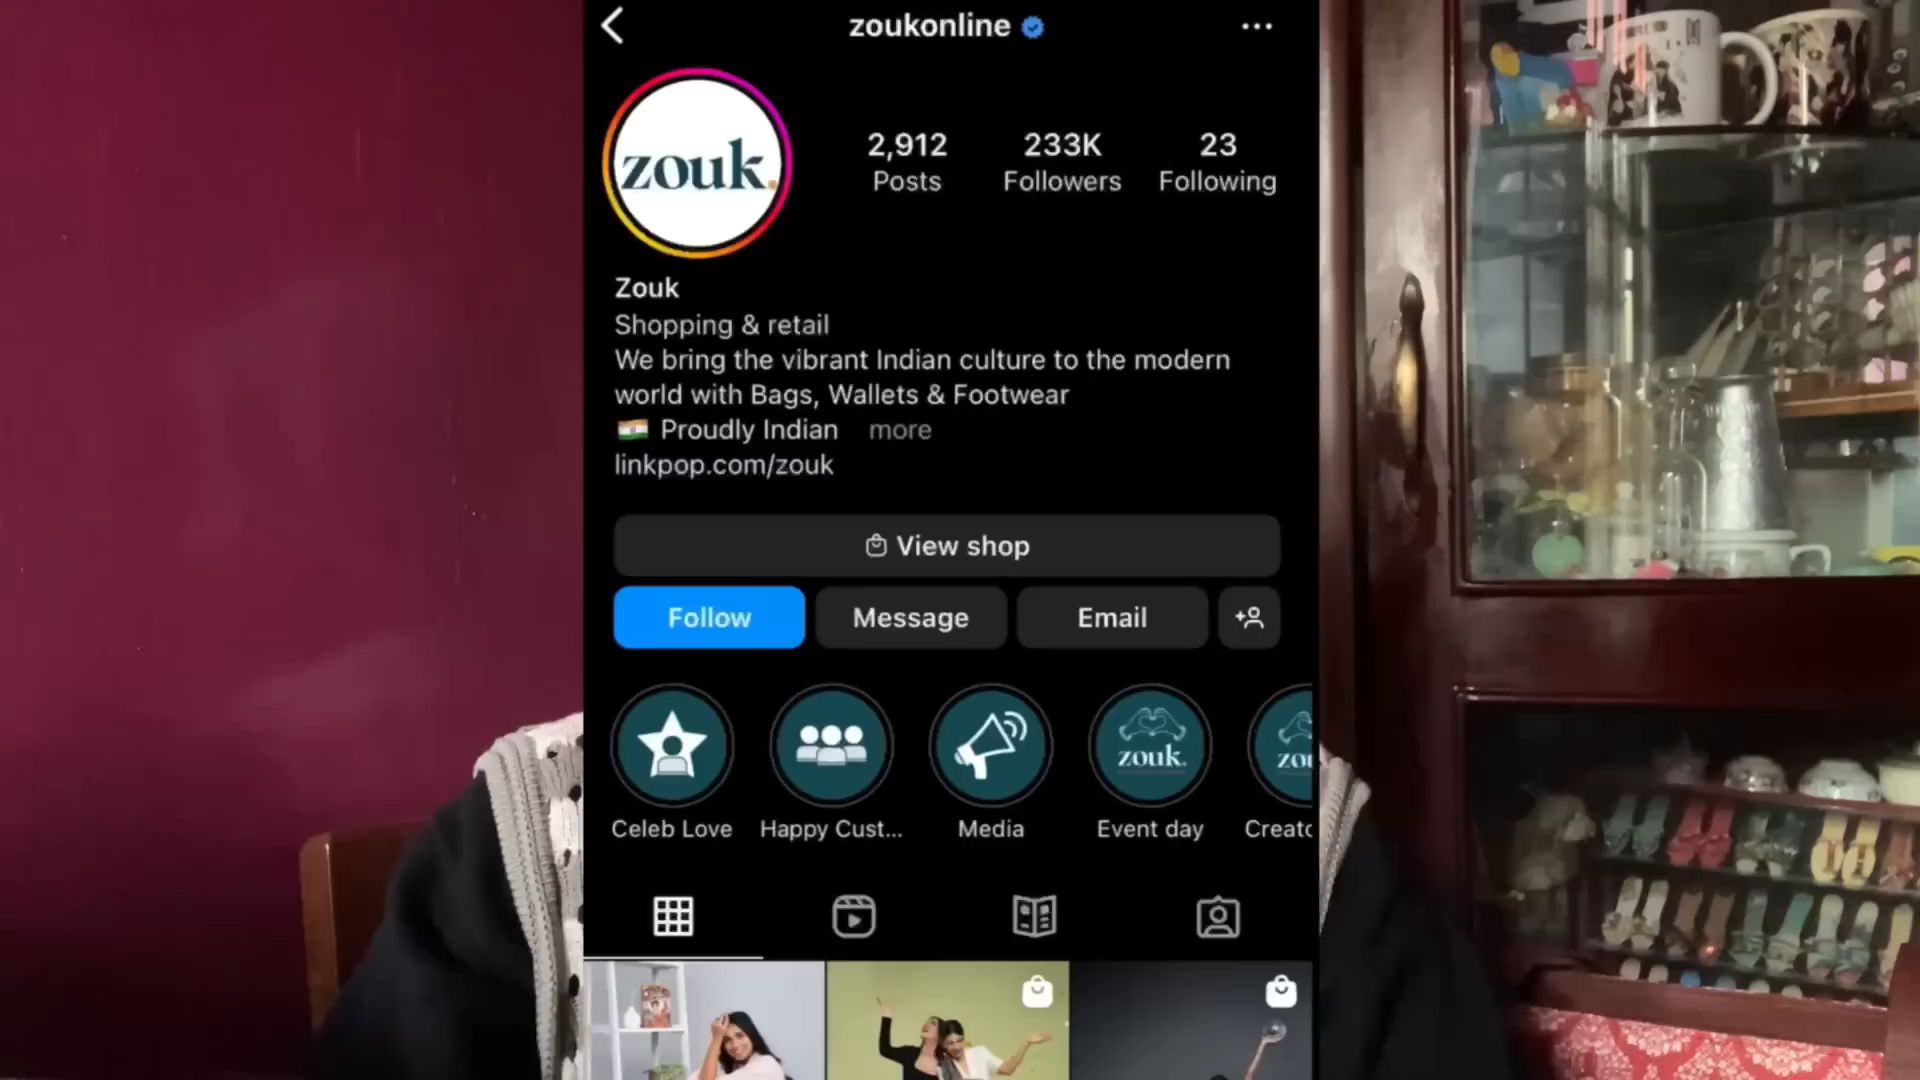 zoukonline
zouk.
2,912
Posts
233K
Followers
23
Following
Zouk
Shopping & retail
We bring the vibrant Indian culture to the modern
world with Bags, Wallets & Footwear
🇮🇳 Proudly Indian more
linkpop.com/zouk
View shop
Follow
Message
Email
zouk.
zou
Celeb Love
Happy Cust...
Media
Event day
Creato